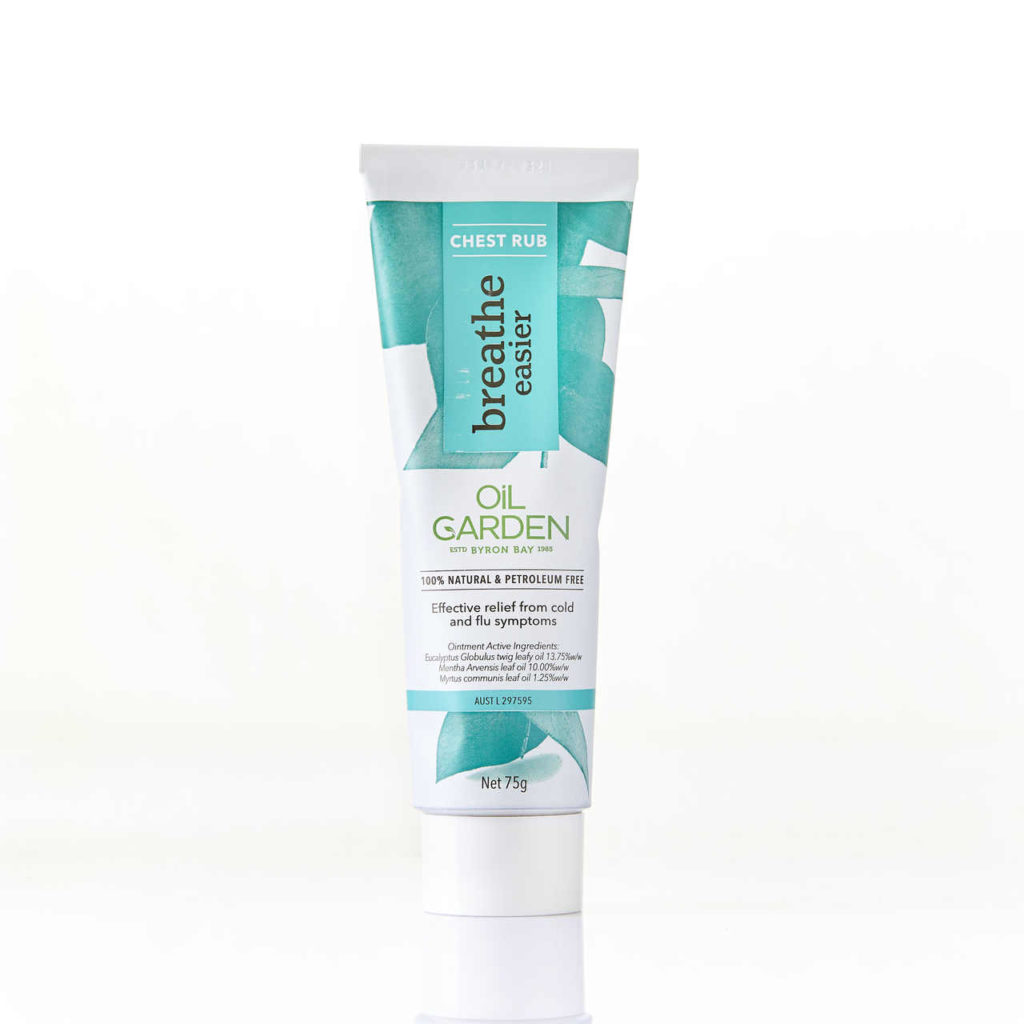 CHEST RUB
breathe
easier
OiL
GARDEN
ESTD BYRON BAY 1985
100% NATURAL & PETROLEUM FREE
Effective relief from cold
and flu symptoms
Ointment Active Ingredients:
Eucalyptus Globulus twig leafy oil 13.75%w/w
Mentha Arvensis leaf oil 10.00%w/w
Myrtus communis leaf oil 1.25%w/w
AUST L 297595
Net 75g